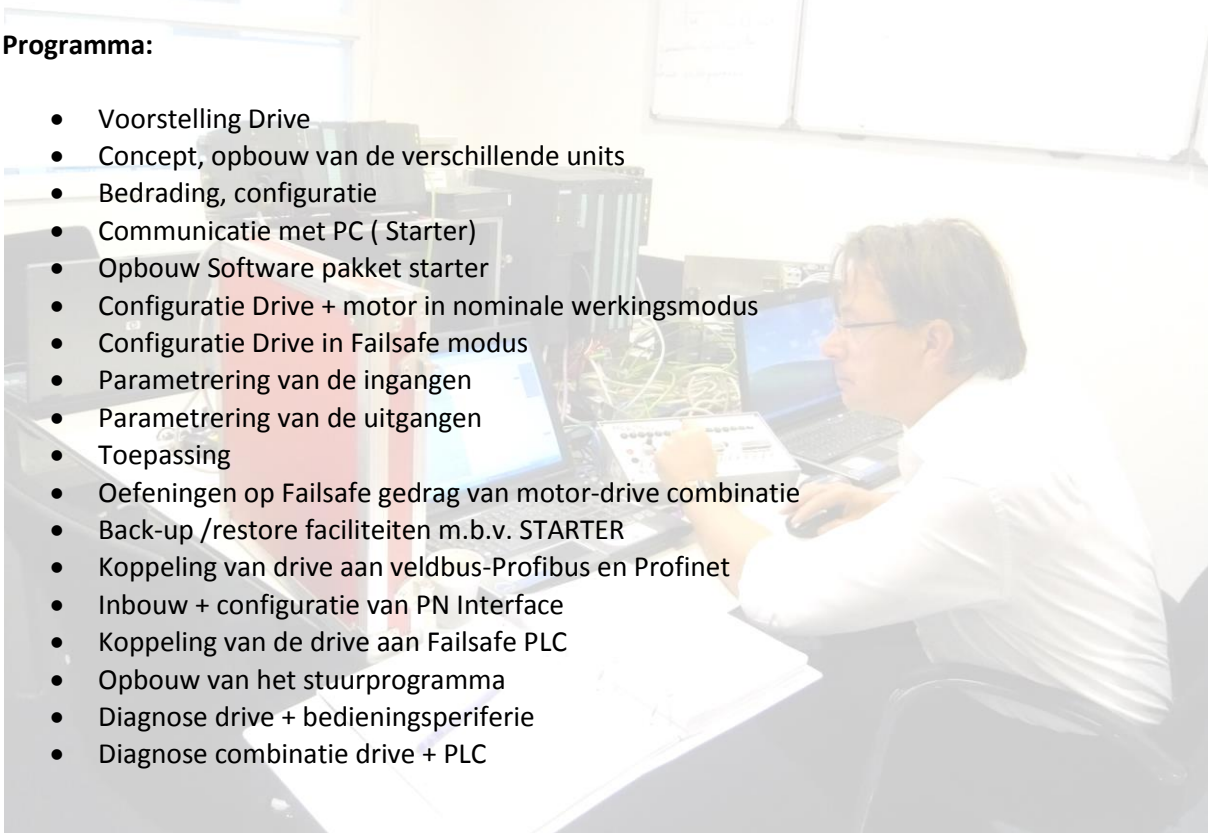 Programma:
• Voorstelling Drive
• Concept, opbouw van de verschillende units
• Bedrading, configuratie
• Communicatie met PC ( Starter)
• Opbouw Software pakket starter
• Configuratie Drive + motor in nominale werkingsmodus
• Configuratie Drive in Failsafe modus
• Parametrering van de ingangen
• Parametrering van de uitgangen
• Toepassing
• Oefeningen op Failsafe gedrag van motor-drive combinatie
• Back-up /restore faciliteiten m.b.v. STARTER
• Koppeling van drive aan veldbus-Profibus en Profinet
• Inbouw + configuratie van PN Interface
• Koppeling van de drive aan Failsafe PLC
• Opbouw van het stuurprogramma
• Diagnose drive + bedieningsperiferie
• Diagnose combinatie drive + PLC